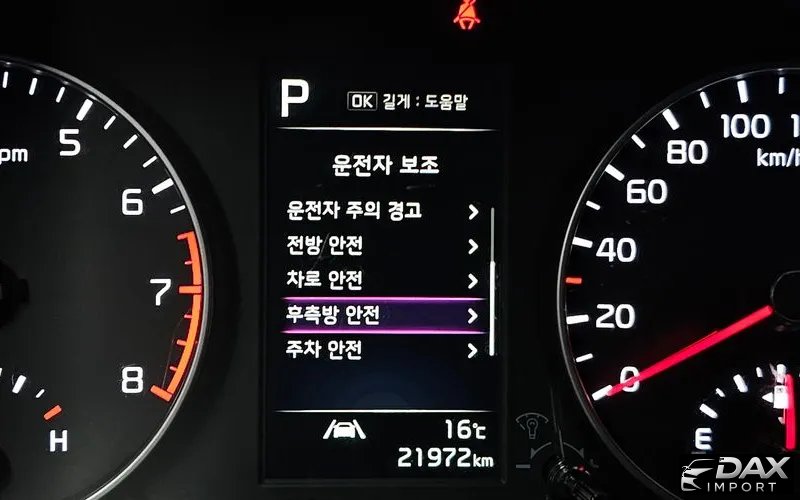 P
OK 길게 : 도움말
운전자 보조
운전자 주의 경고
전방 안전
차로 안전
후측방 안전
주차 안전
16℃
21972km
pm
5
6
7
8
H
100
80
km/h
60
40
20
0
E
DAX
IMPORT